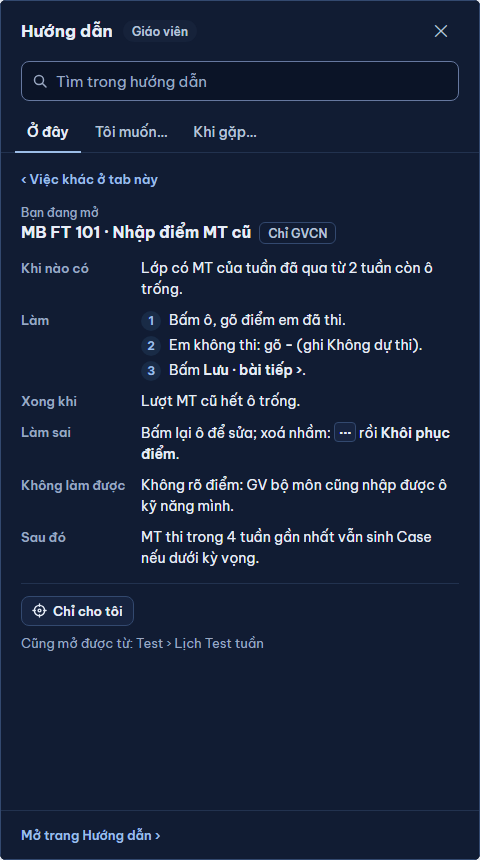 Hướng dẫn Giáo viên
Tìm trong hướng dẫn
Ở đây Tôi muốn... Khi gặp...
‹ Việc khác ở tab này
Bạn đang mở
MB FT 101 · Nhập điểm MT cũ Chỉ GVCN
Khi nào có Lớp có MT của tuần đã qua từ 2 tuần còn ô
trống.
Làm 1 Bấm ô, gõ điểm em đã thi.
2 Em không thi: gõ - (ghi Không dự thi).
3 Bấm Lưu · bài tiếp ›.
Xong khi Lượt MT cũ hết ô trống.
Làm sai Bấm lại ô để sửa; xoá nhầm: ··· rồi Khôi phục
điểm.
Không làm được Không rõ điểm: GV bộ môn cũng nhập được ô
kỹ năng mình.
Sau đó MT thi trong 4 tuần gần nhất vẫn sinh Case
nếu dưới kỳ vọng.
Chỉ cho tôi
Cũng mở được từ: Test › Lịch Test tuần
Mở trang Hướng dẫn ›